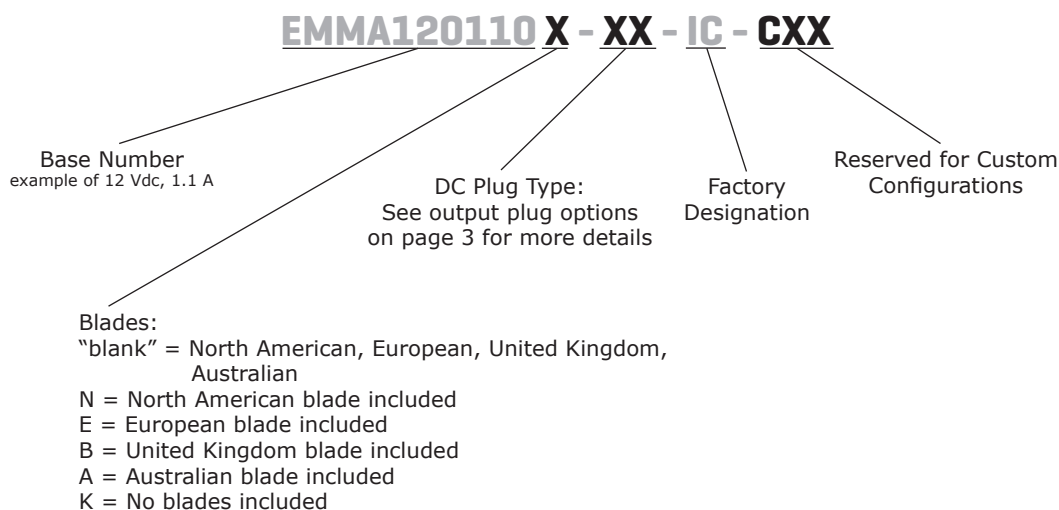 EMMA120110 X - XX - IC - CXX
Base Number
example of 12 Vdc, 1.1 A
DC Plug Type:
See output plug options
on page 3 for more details
Factory
Designation
Reserved for Custom
Configurations
Blades:
“blank” = North American, European, United Kingdom,
Australian
N = North American blade included
E = European blade included
B = United Kingdom blade included
A = Australian blade included
K = No blades included